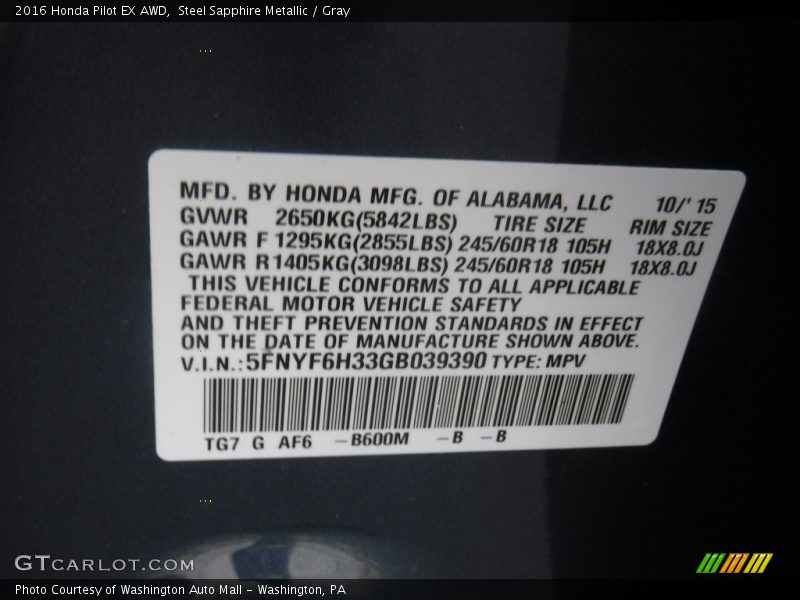 2016 Honda Pilot EX AWD,  Steel Sapphire Metallic / Gray
MFD. BY HONDA MFG. OF ALABAMA, LLC 10/' 15
GVWR 2650KG(5842LBS) TIRE SIZE RIM SIZE
GAWR F 1295KG(2855LBS) 245/60R18 105H 18X8.0J
GAWR R 1405KG(3098LBS) 245/60R18 105H 18X8.0J
THIS VEHICLE CONFORMS TO ALL APPLICABLE
FEDERAL MOTOR VEHICLE SAFETY
AND THEFT PREVENTION STANDARDS IN EFFECT
ON THE DATE OF MANUFACTURE SHOWN ABOVE.
V.I.N.: 5FNYF6H33GB039390 TYPE: MPV
TG7 G AF6 –B600M –B –B
GTCARLOT.COM
Photo Courtesy of Washington Auto Mall - Washington, PA